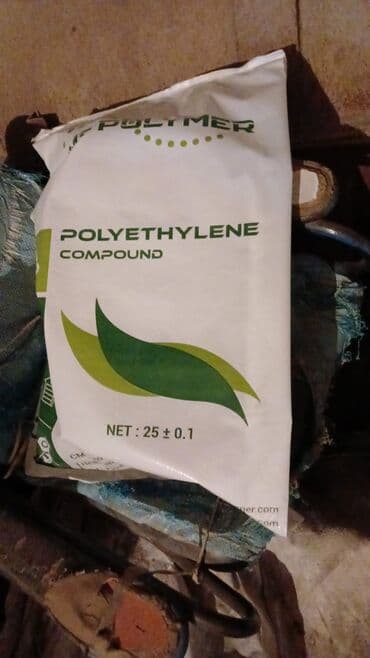 POLYMER
POLYETHYLENE
COMPOUND
NET : 25 ± 0.1